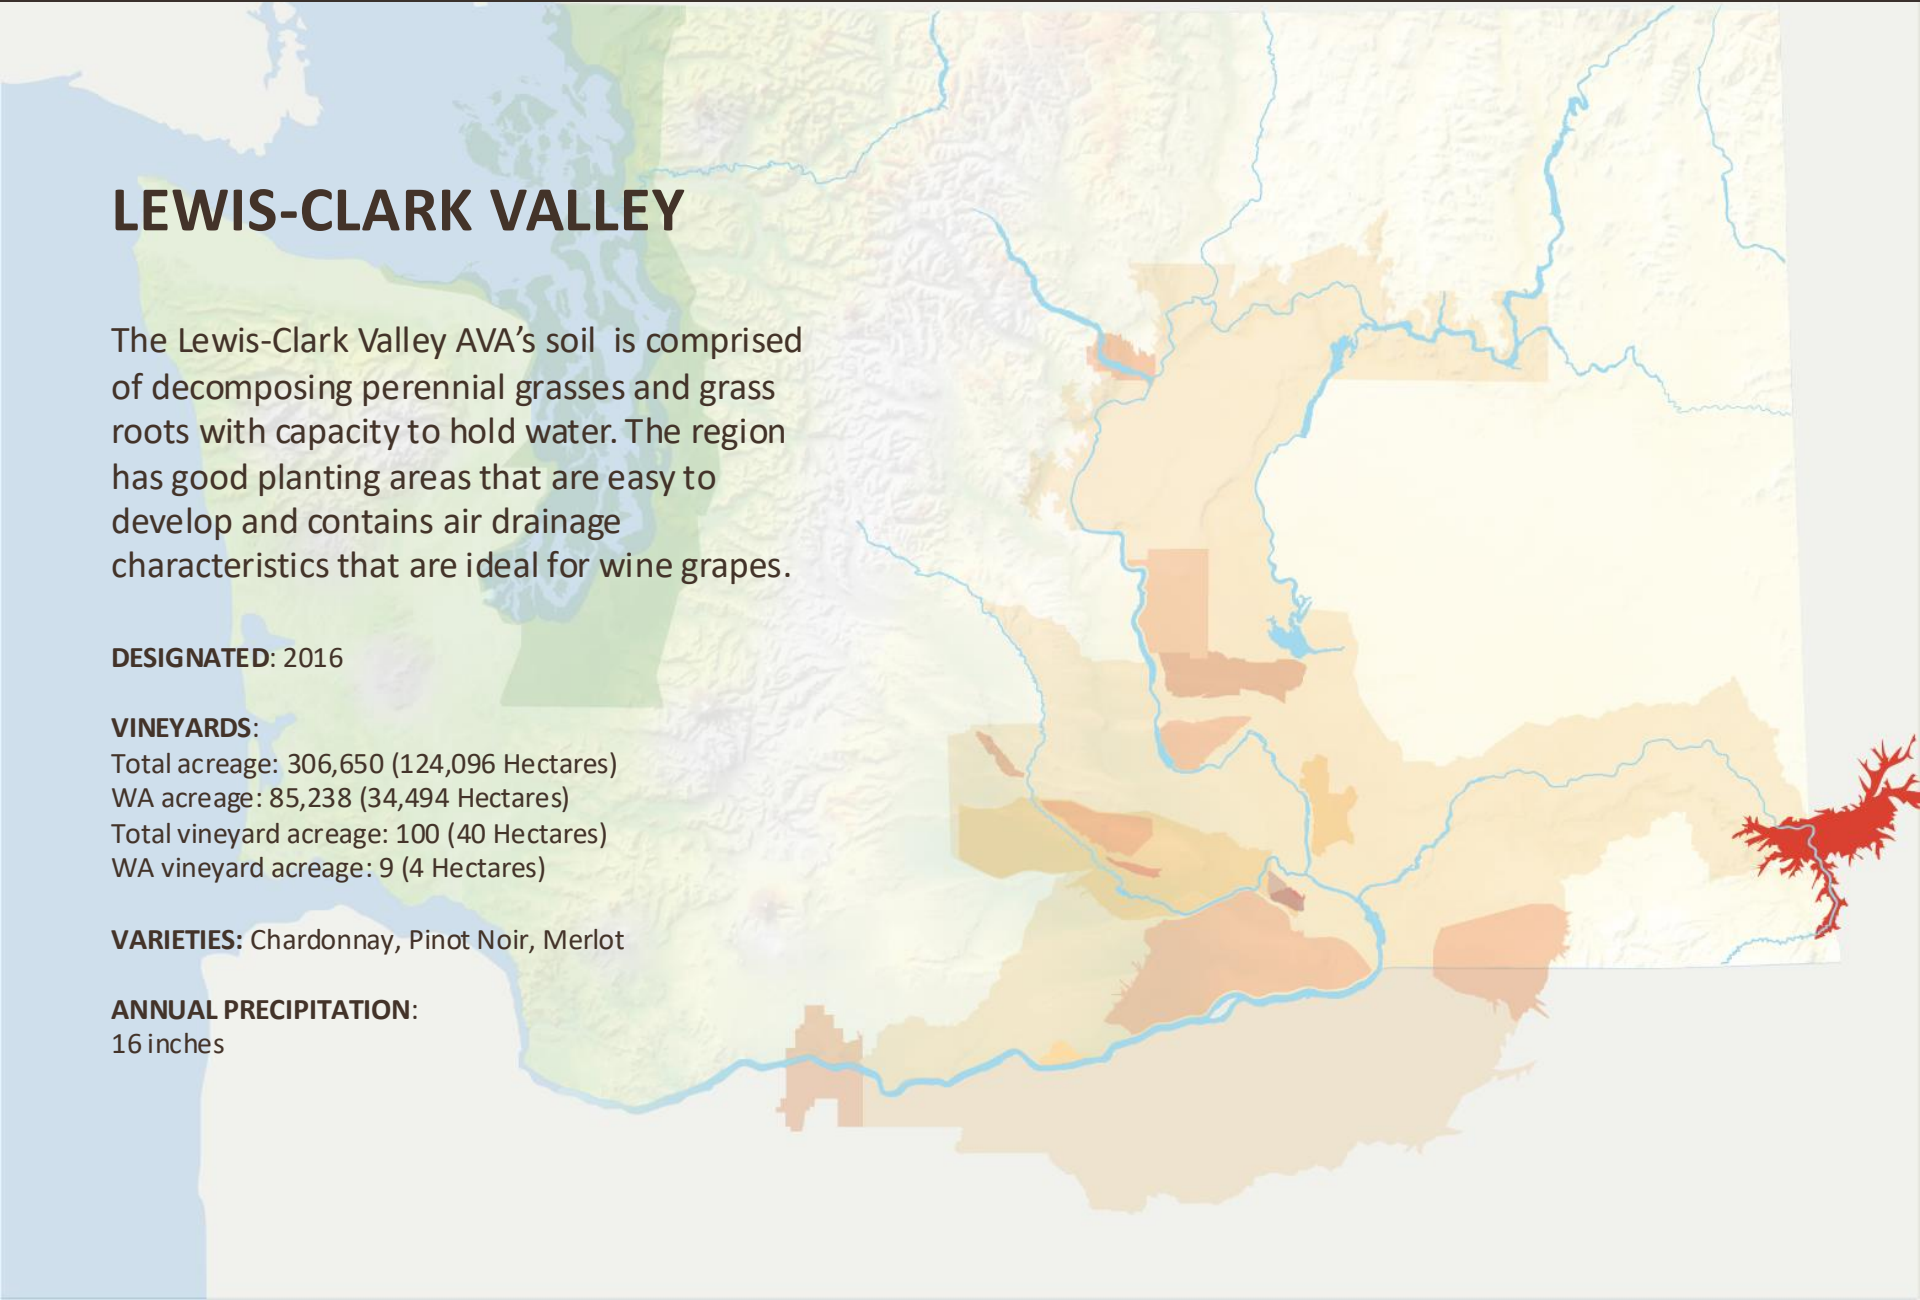 LEWIS-CLARK VALLEY
The Lewis-Clark Valley AVA’s soil  is comprised
of decomposing perennial grasses and grass
roots with capacity to hold water. The region
has good planting areas that are easy to
develop and contains air drainage
characteristics that are ideal for wine grapes.
DESIGNATED: 2016
VINEYARDS:
Total acreage: 306,650 (124,096 Hectares)
WA acreage: 85,238 (34,494 Hectares)
Total vineyard acreage: 100 (40 Hectares)
WA vineyard acreage: 9 (4 Hectares)
VARIETIES: Chardonnay, Pinot Noir, Merlot
ANNUAL PRECIPITATION:
16 inches